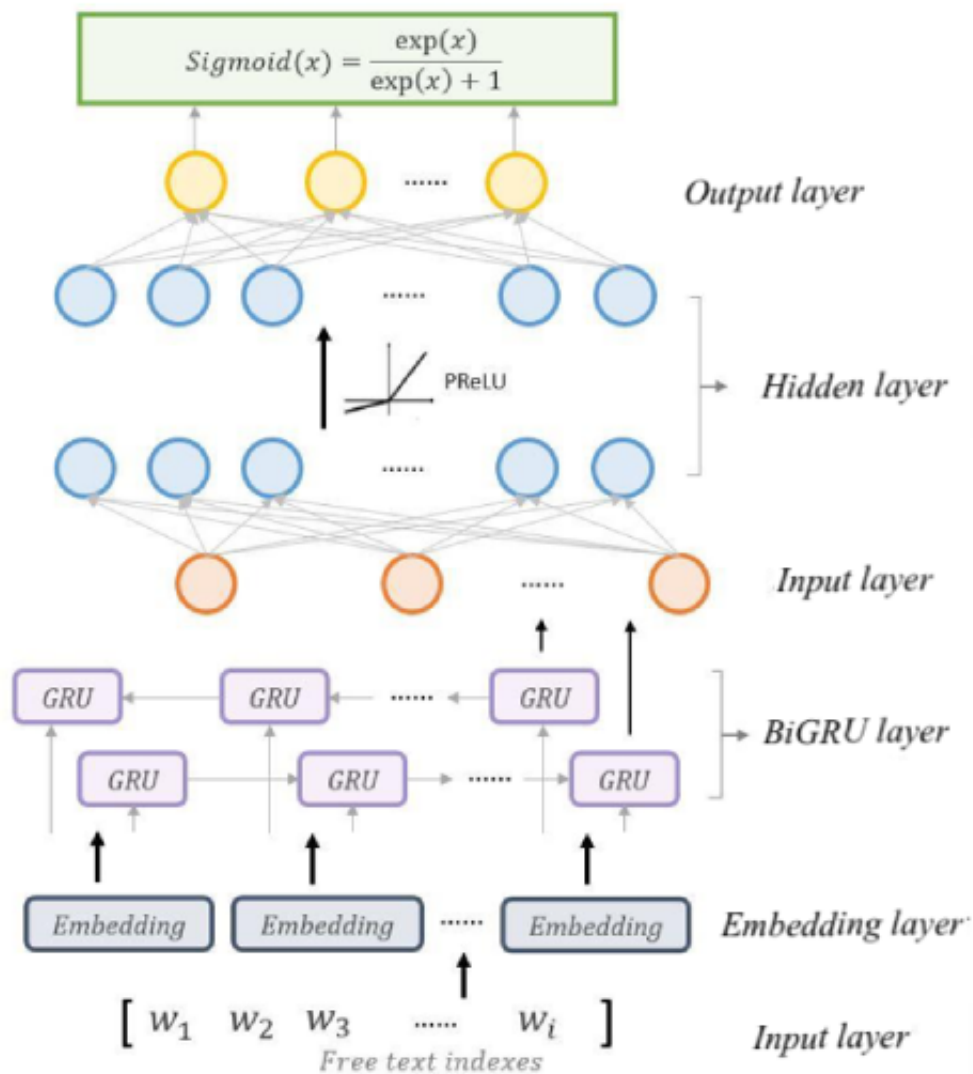 Sigmoid(x) = exp(x) / exp(x) + 1
......
Output layer
......
PReLU
Hidden layer
......
......
Input layer
GRU GRU ...... GRU
BiGRU layer
GRU GRU ...... GRU
Embedding Embedding ...... Embedding
Embedding layer
[ w₁ w₂ w₃ ...... wᵢ ]
Input layer
Free text indexes